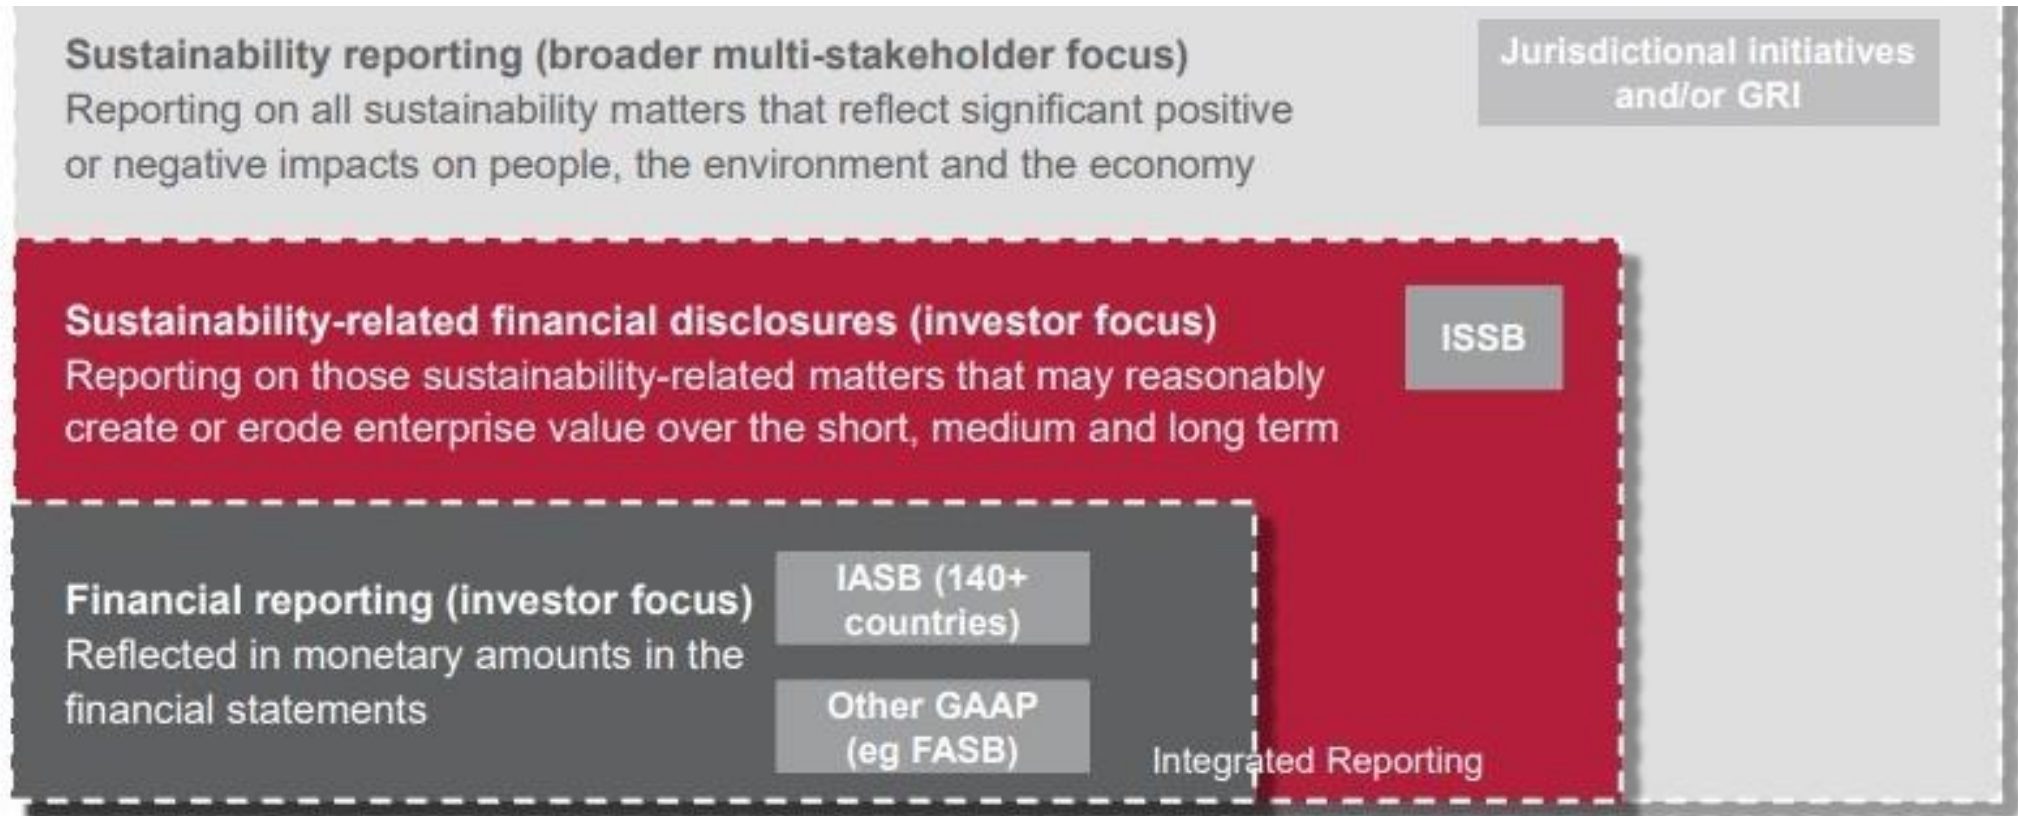 Sustainability reporting (broader multi-stakeholder focus)
Reporting on all sustainability matters that reflect significant positive
or negative impacts on people, the environment and the economy
Jurisdictional initiatives
and/or GRI
Sustainability-related financial disclosures (investor focus)
Reporting on those sustainability-related matters that may reasonably
create or erode enterprise value over the short, medium and long term
ISSB
Financial reporting (investor focus)
Reflected in monetary amounts in the
financial statements
IASB (140+
countries)
Other GAAP
(eg FASB)
Integrated Reporting